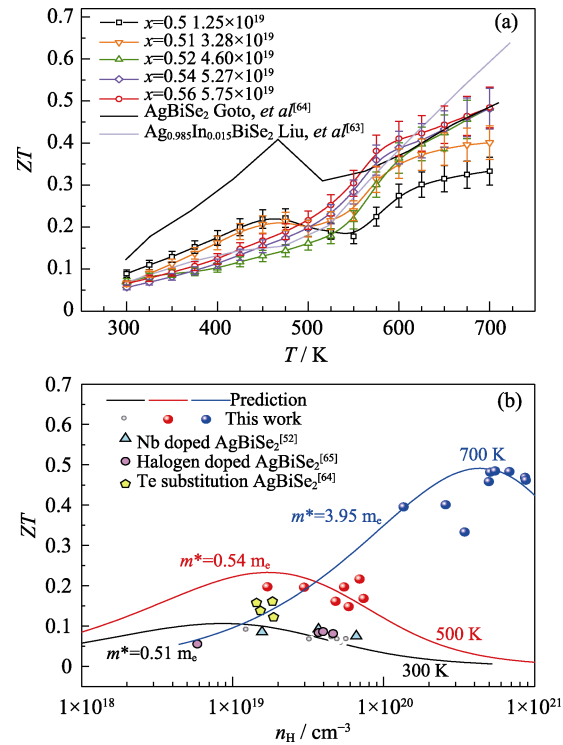 (a)
x=0.5 1.25×10¹⁹
x=0.51 3.28×10¹⁹
x=0.52 4.60×10¹⁹
x=0.54 5.27×10¹⁹
x=0.56 5.75×10¹⁹
AgBiSe₂ Goto, et al[64]
Ag₀.₉₈₅In₀.₀₁₅BiSe₂ Liu, et al[63]
ZT
0.7
0.6
0.5
0.4
0.3
0.2
0.1
0
300 400 500 600 700
T / K
(b)
Prediction
This work
Nb doped AgBiSe₂[52]
Halogen doped AgBiSe₂[65]
Te substitution AgBiSe₂[64]
700 K
m*=3.95 mₑ
m*=0.54 mₑ
500 K
m*=0.51 mₑ
300 K
ZT
0.7
0.6
0.5
0.4
0.3
0.2
0.1
0
1×10¹⁸ 1×10¹⁹ 1×10²⁰ 1×10²¹
n_H / cm⁻³